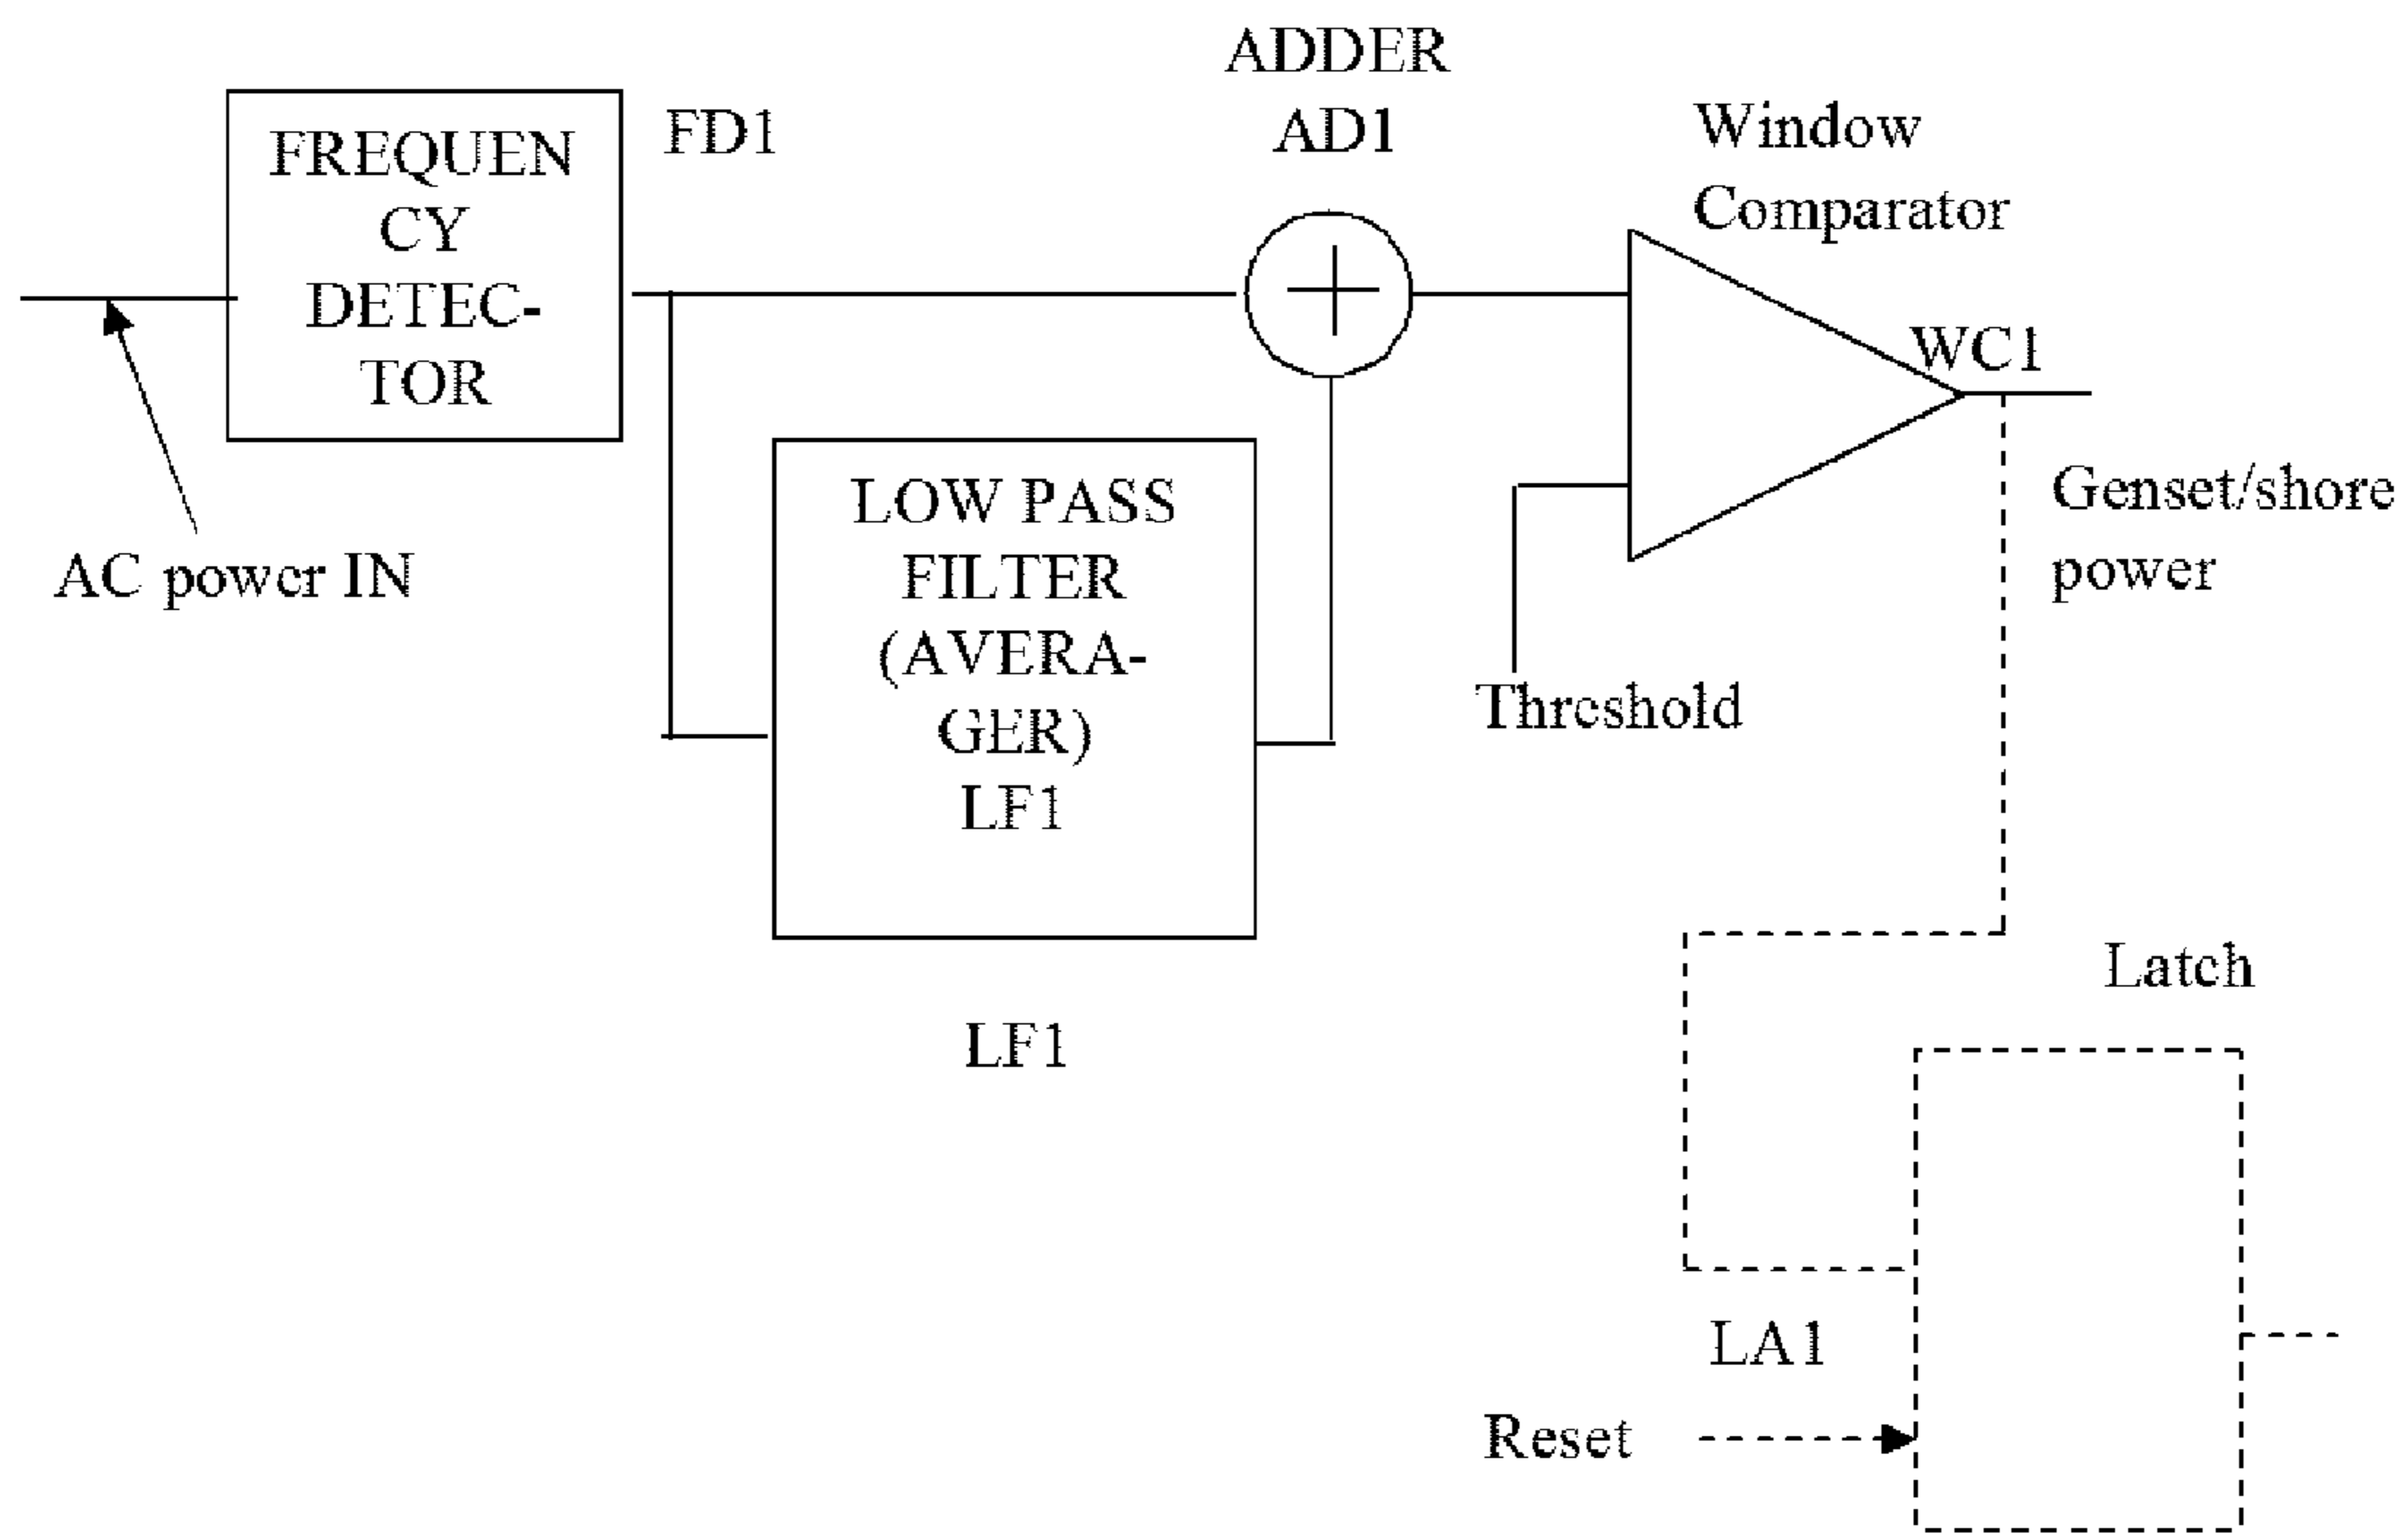 ADDER
AD1
FREQUEN
CY
DETEC-
TOR
FD1
Window
Comparator
WC1
AC power IN
LOW PASS
FILTER
(AVERA-
GER)
LF1
LF1
Threshold
Genset/shore
power
Latch
LA1
Reset